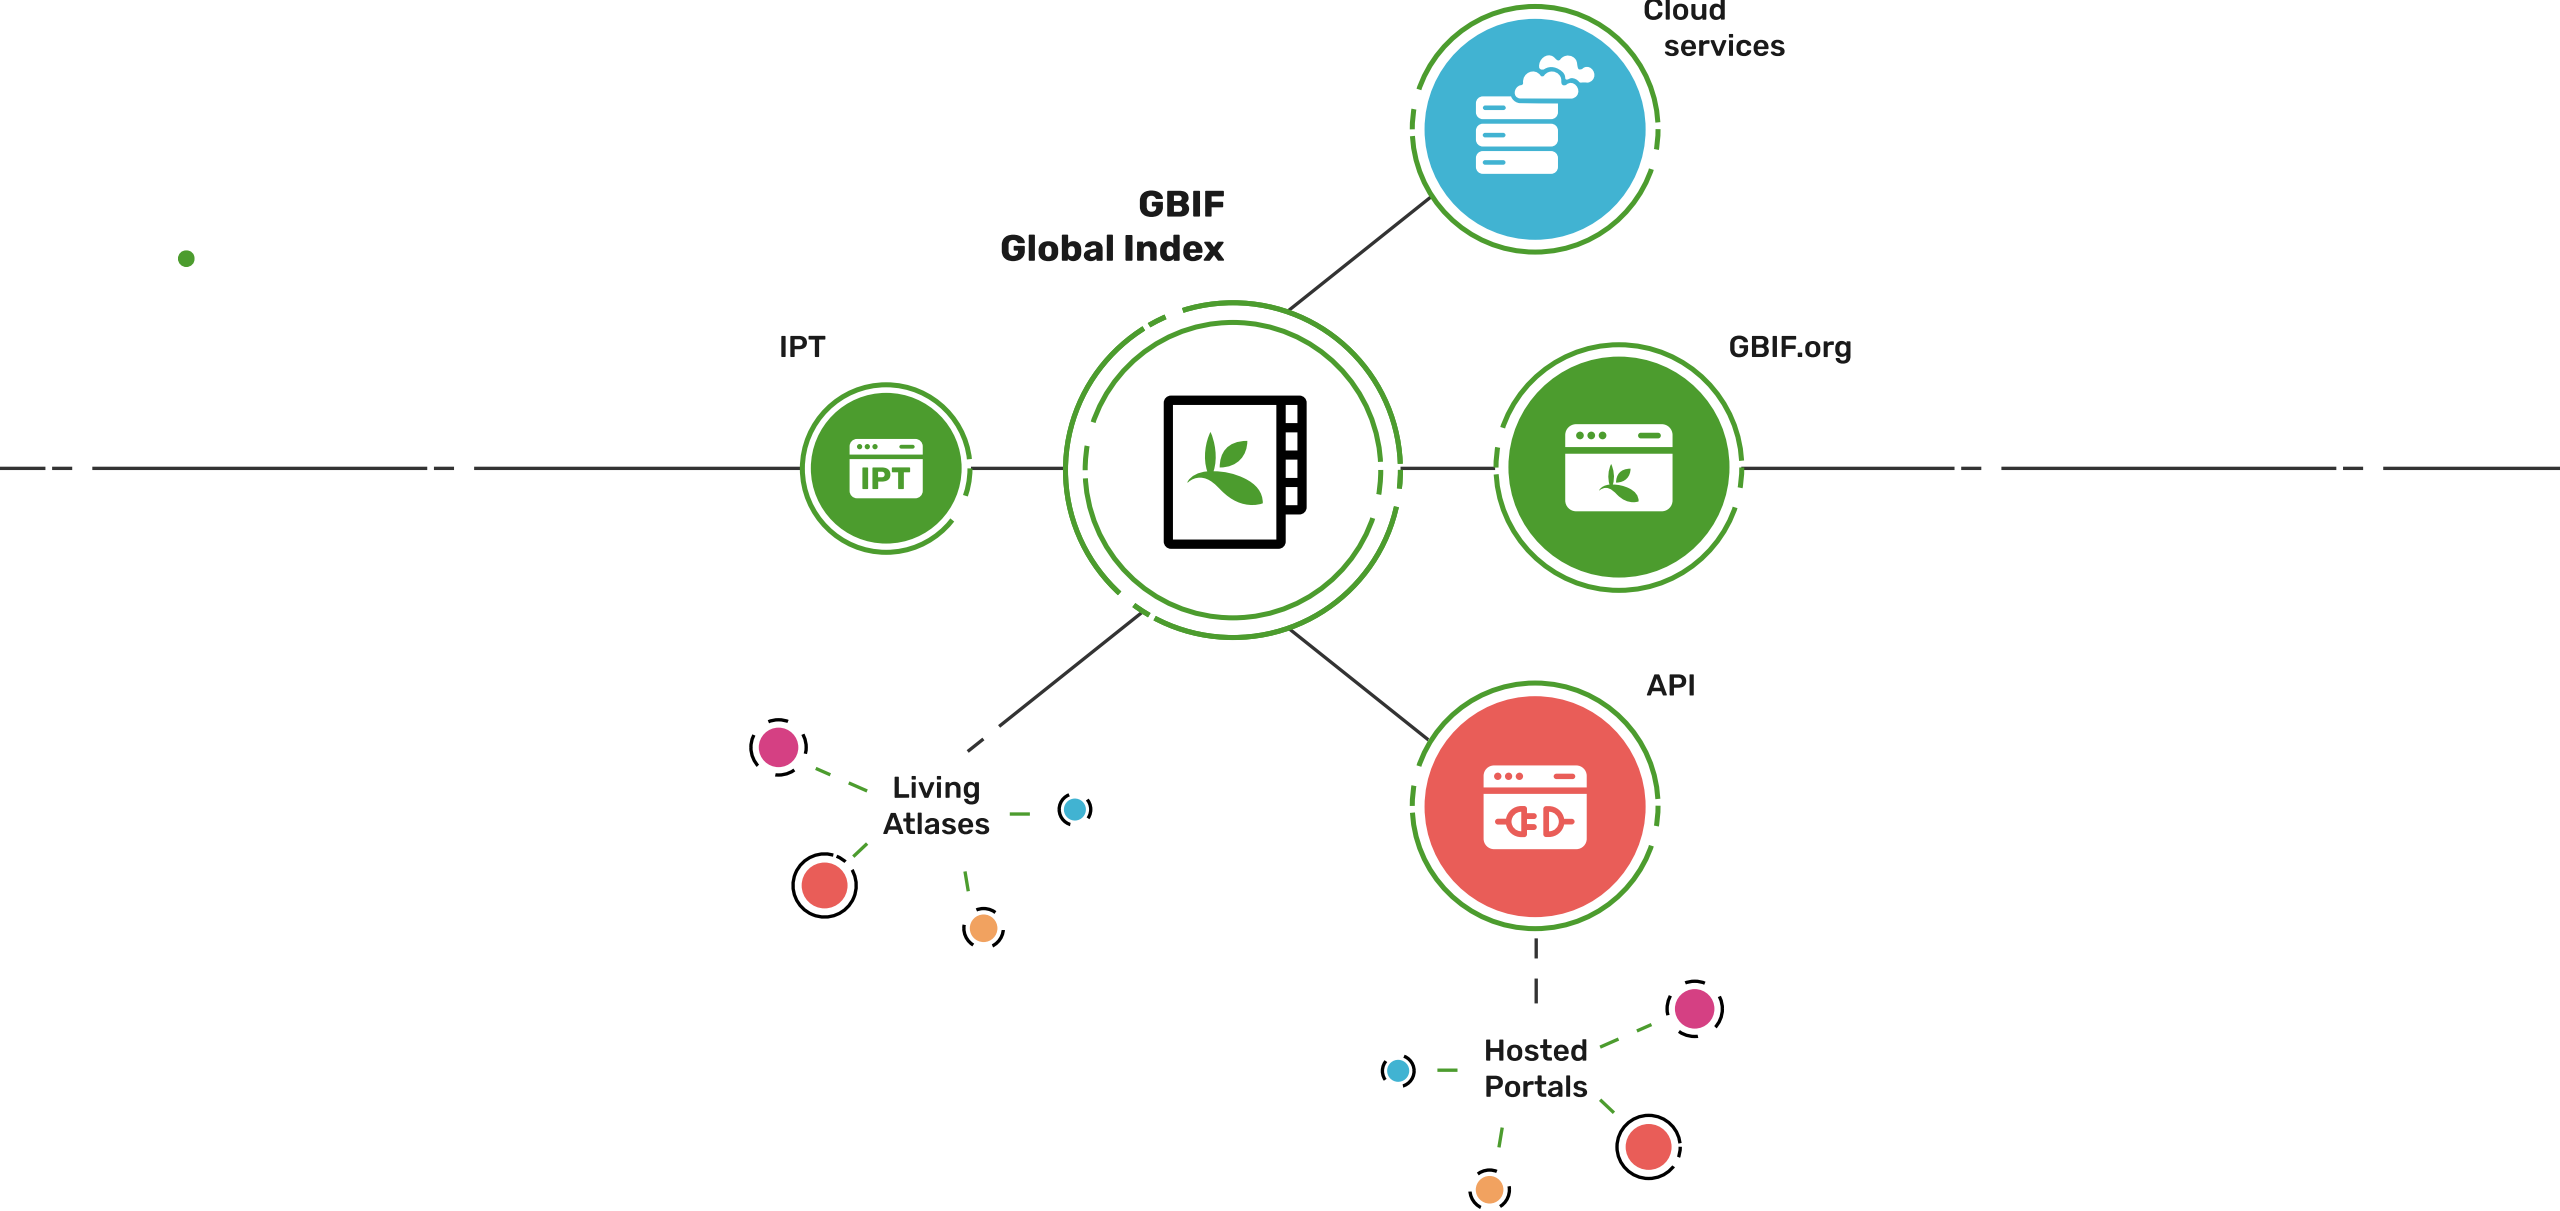 Cloud
services
GBIF
Global Index
IPT
GBIF.org
IPT
API
Living
Atlases
Hosted
Portals